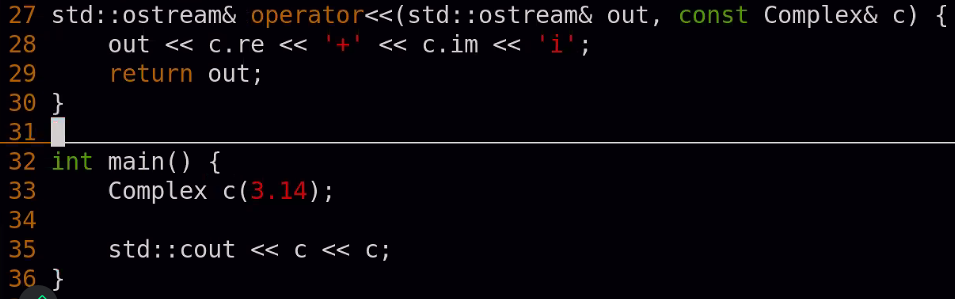 27 std::ostream& operator<<(std::ostream& out, const Complex& c) {
28     out << c.re << '+' << c.im << 'i';
29     return out;
30 }
31
32 int main() {
33     Complex c(3.14);
34
35     std::cout << c << c;
36 }